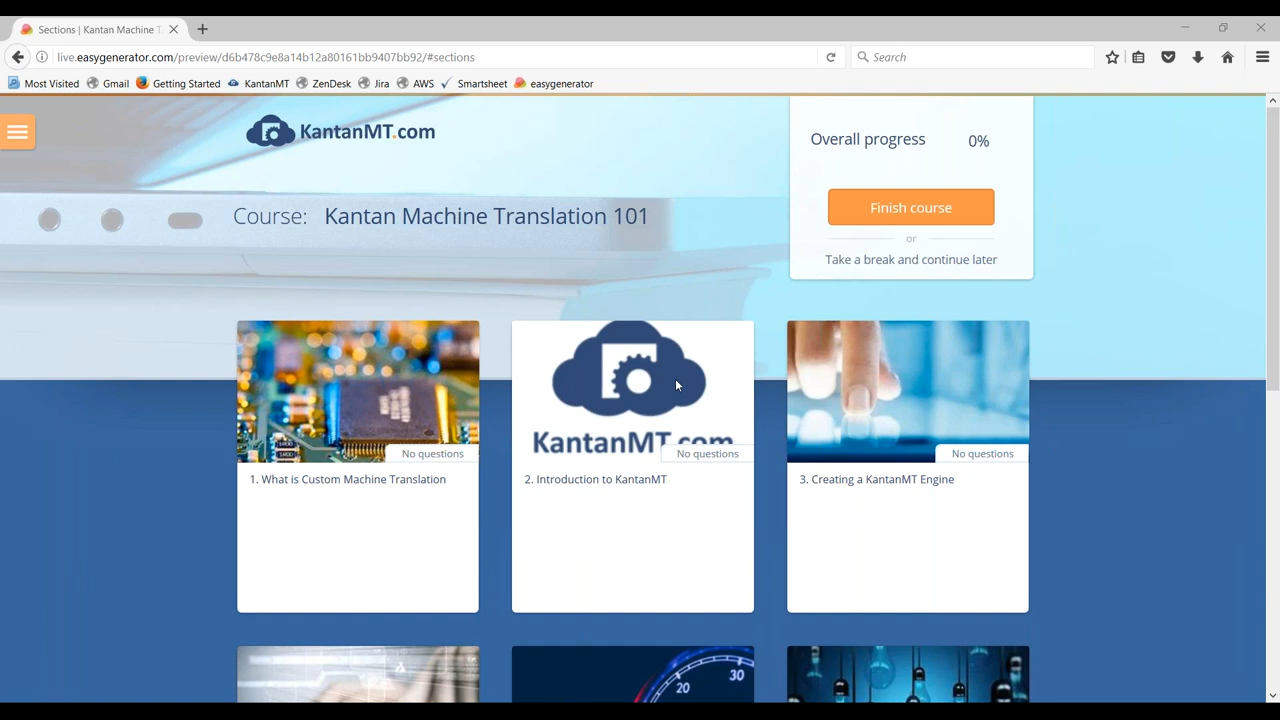 Sections | Kantan Machine T
live.easygenerator.com/preview/d6b478c9e8a14b12a80161bb9407bb92/#sections
Search
Most Visited Gmail Getting Started KantanMT ZenDesk Jira AWS Smartsheet easygenerator
KantanMT.com
Overall progress 0%
Course: Kantan Machine Translation 101
Finish course
or
Take a break and continue later
KantanMT.com
No questions
No questions
No questions
1. What is Custom Machine Translation
2. Introduction to KantanMT
3. Creating a KantanMT Engine
20 30